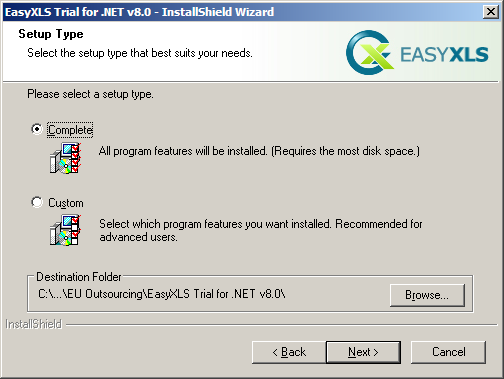 EasyXLS Trial for .NET v8.0 - InstallShield Wizard
Setup Type
Select the setup type that best suits your needs.
EASYXLS
Please select a setup type.
Complete
All program features will be installed. (Requires the most disk space.)
Custom
Select which program features you want installed. Recommended for
advanced users.
Destination Folder
C:\...\EU Outsourcing\EasyXLS Trial for .NET v8.0\
Browse...
InstallShield
< Back
Next >
Cancel